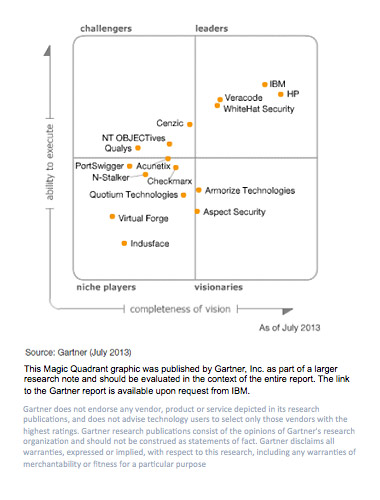 challengers
leaders
IBM
HP
Veracode
WhiteHat Security
Cenzic
NT OBJECTives
Qualys
PortSwigger
Acunetix
N-Stalker
Checkmarx
Quotium Technologies
Armorize Technologies
Virtual Forge
Aspect Security
Indusface
ability to execute
niche players
visionaries
completeness of vision
As of July 2013
Source: Gartner (July 2013)
This Magic Quadrant graphic was published by Gartner, Inc. as part of a larger
research note and should be evaluated in the context of the entire report. The link
to the Gartner report is available upon request from IBM.
Gartner does not endorse any vendor, product or service depicted in its research
publications, and does not advise technology users to select only those vendors with the
highest ratings. Gartner research publications consist of the opinions of Gartner's research
organization and should not be construed as statements of fact. Gartner disclaims all
warranties, expressed or implied, with respect to this research, including any warranties of
merchantability or fitness for a particular purpose